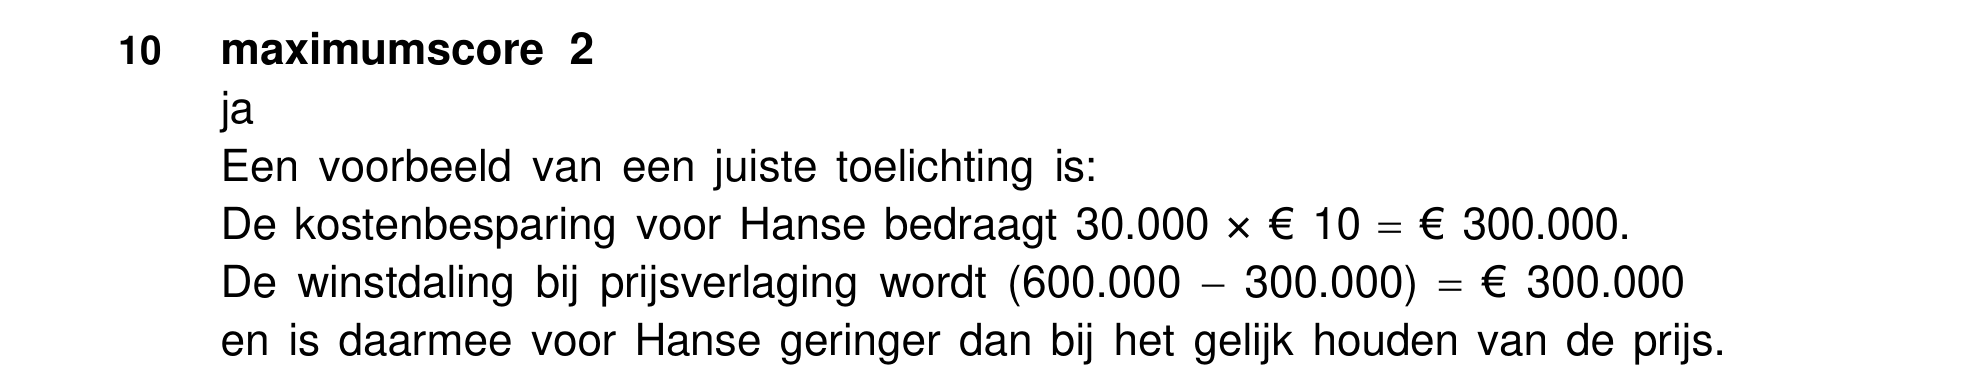 10 maximumscore 2
ja
Een voorbeeld van een juiste toelichting is:
De kostenbesparing voor Hanse bedraagt 30.000 × € 10 = € 300.000.
De winstdaling bij prijsverlaging wordt (600.000 – 300.000) = € 300.000
en is daarmee voor Hanse geringer dan bij het gelijk houden van de prijs.